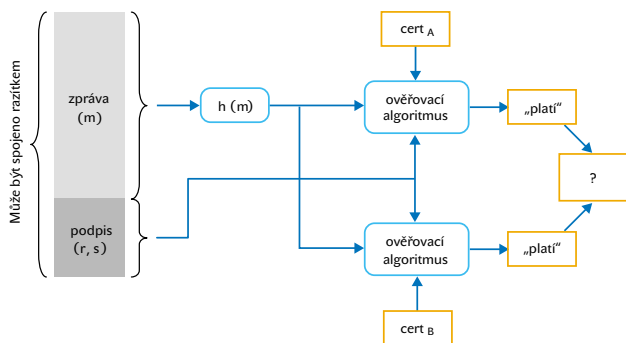 Může být spojeno razítkem
zpráva
(m)
podpis
(r, s)
h (m)
cert A
ověřovací
algoritmus
„platí“
?
ověřovací
algoritmus
„platí“
cert B